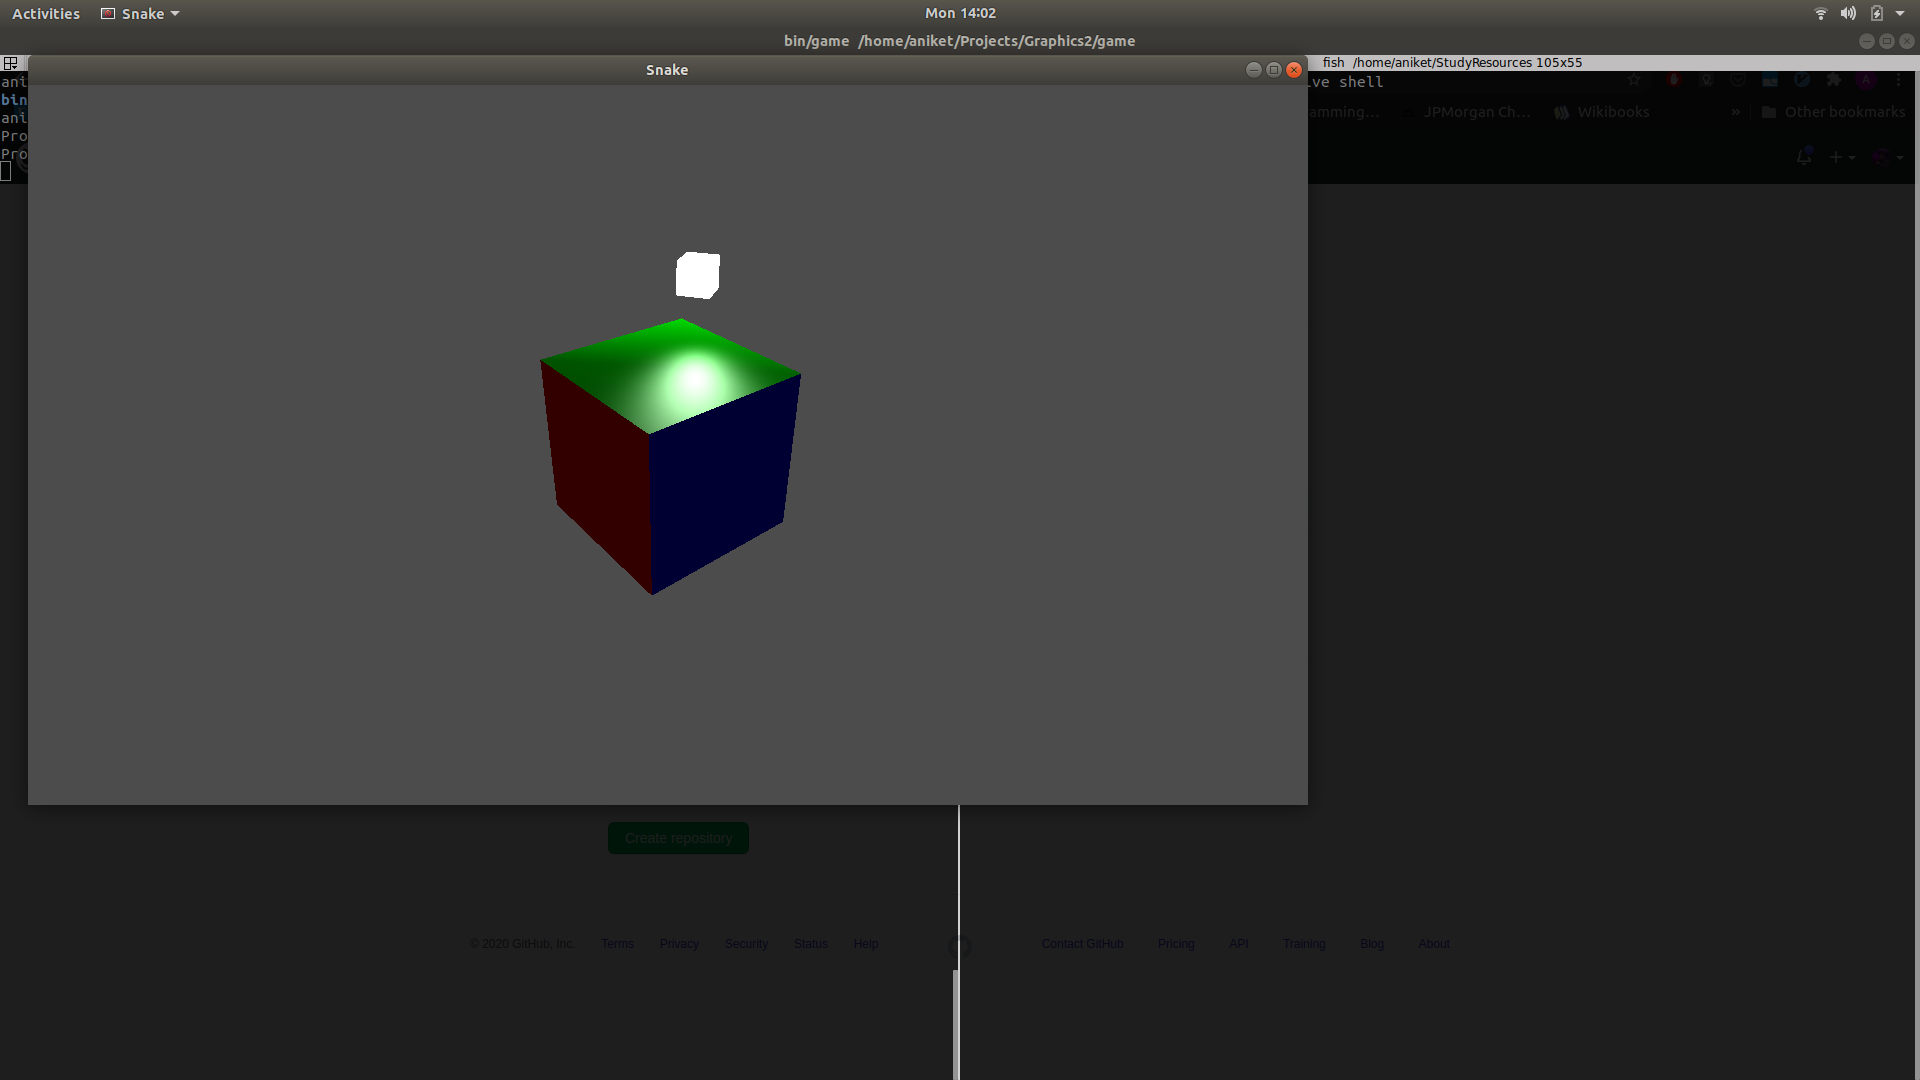 Activities Snake Mon 14:02
bin/game /home/aniket/Projects/Graphics2/game
Snake
fish /home/aniket/StudyResources 105x55
ani
bin
ani
Pro
Pro
ve shell
amming... JPMorgan Ch... Wikibooks » Other bookmarks
A
Create repository
© 2020 GitHub, Inc. Terms Privacy Security Status Help Contact GitHub Pricing API Training Blog About